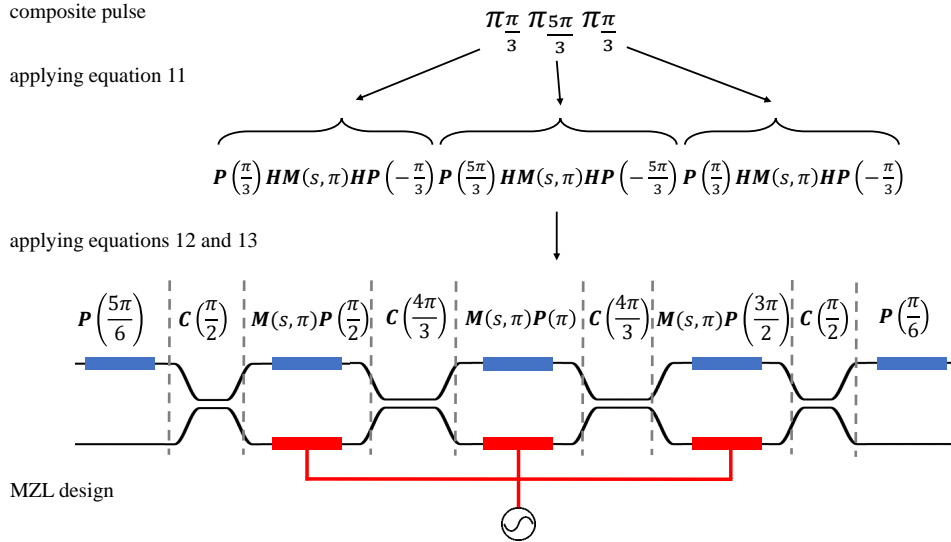 composite pulse
π_{π/3} π_{5π/3} π_{π/3}
applying equation 11
P(π/3)HM(s, π)HP(−π/3) P(5π/3)HM(s, π)HP(−5π/3) P(π/3)HM(s, π)HP(−π/3)
applying equations 12 and 13
P(5π/6) C(π/2) M(s, π)P(π/2) C(4π/3) M(s, π)P(π) C(4π/3) M(s, π)P(3π/2) C(π/2) P(π/6)
MZL design